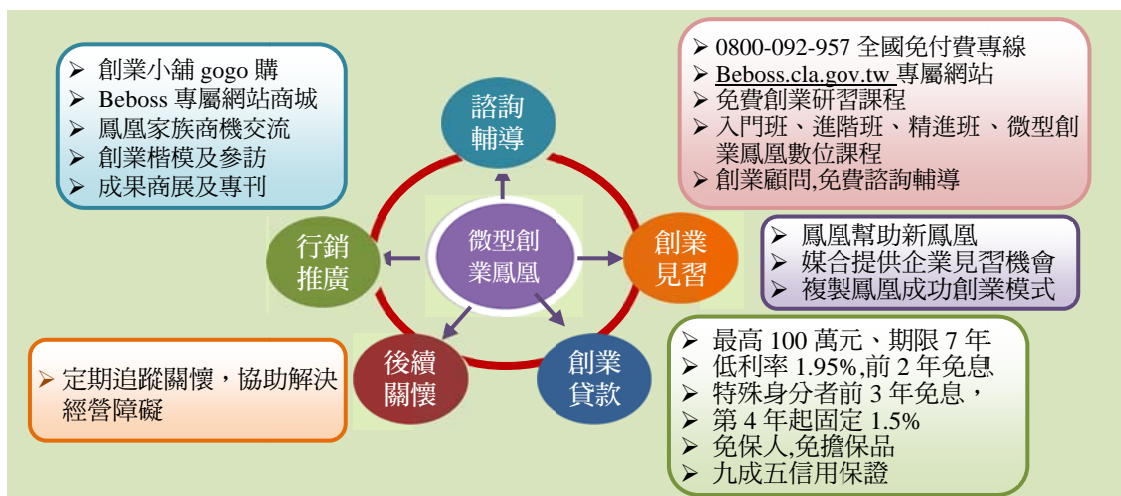 ➢ 創業小舖 gogo 購
➢ Beboss 專屬網站商城
➢ 鳳凰家族商機交流
➢ 創業楷模及參訪
➢ 成果商展及專刊
諮詢
輔導
➢ 0800-092-957 全國免付費專線
➢ Beboss.cla.gov.tw 專屬網站
➢ 免費創業研習課程
➢ 入門班、進階班、精進班、微型創
業鳳凰數位課程
➢ 創業顧問,免費諮詢輔導
行銷
推廣
微型創
業鳳凰
創業
見習
➢ 鳳凰幫助新鳳凰
➢ 媒合提供企業見習機會
➢ 複製鳳凰成功創業模式
➢ 定期追蹤關懷，協助解決
經營障礙
後續
關懷
創業
貸款
➢ 最高 100 萬元、期限 7 年
➢ 低利率 1.95%,前 2 年免息
➢ 特殊身分者前 3 年免息，
➢ 第 4 年起固定 1.5%
➢ 免保人,免擔保品
➢ 九成五信用保證